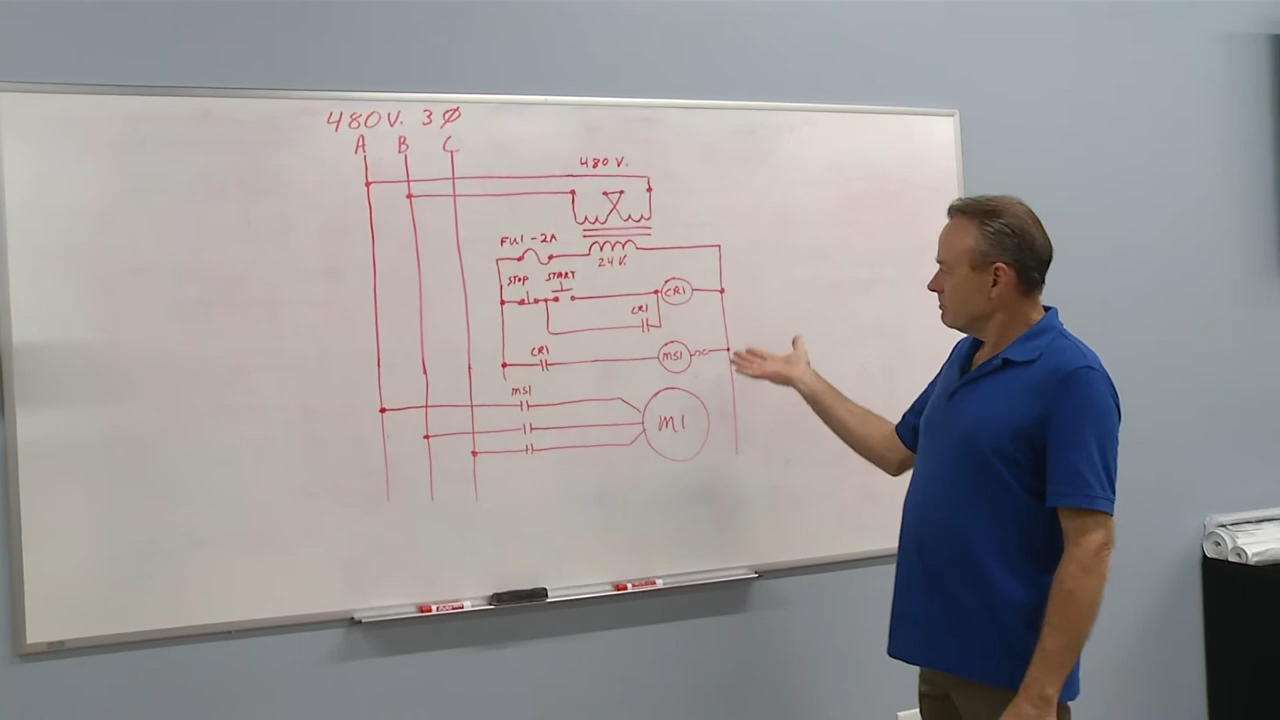 480V. 3Ø
A B C
480 V.
FU1-2A
24 V.
STOP START
CR1
CR1
CR1
MS1
MS1
M1